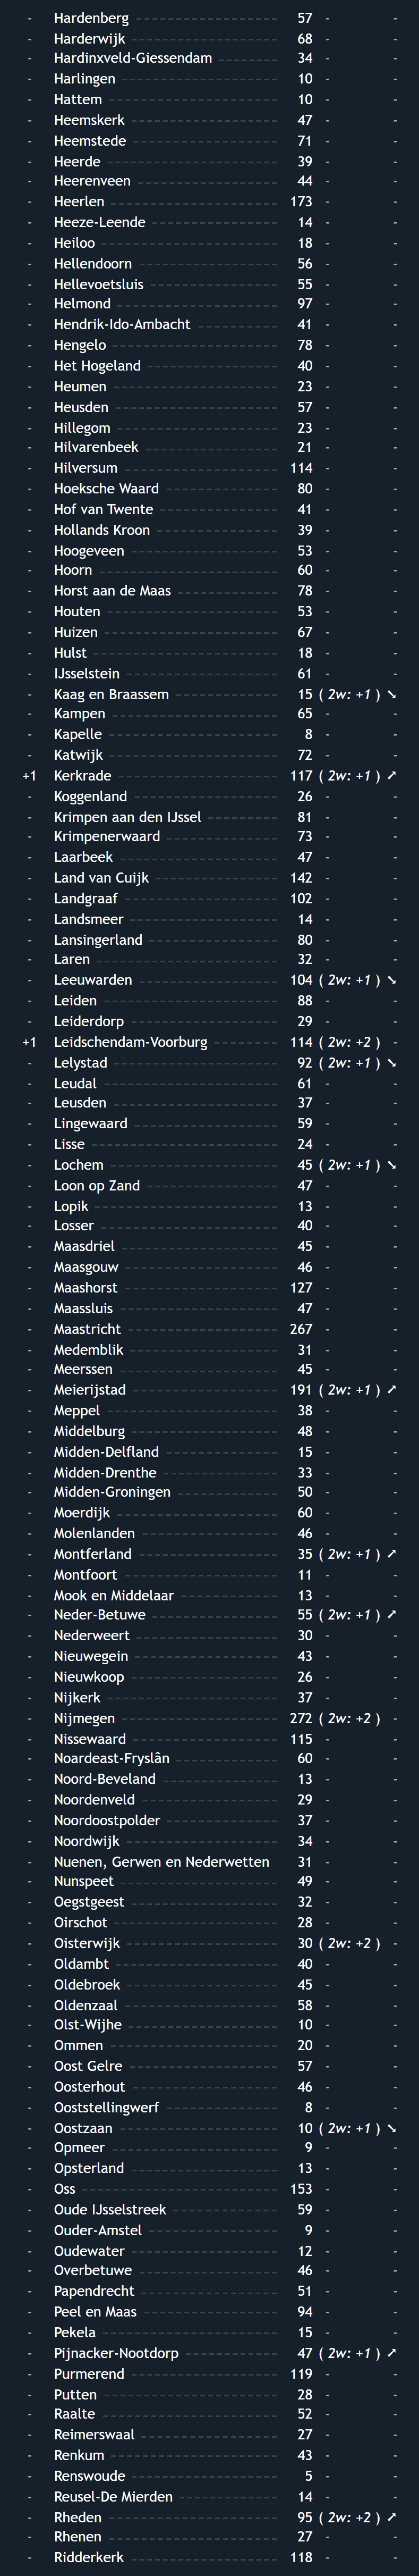 - Hardenberg 57 - -
- Harderwijk 68 - -
- Hardinxveld-Giessendam 34 - -
- Harlingen 10 - -
- Hattem 10 - -
- Heemskerk 47 - -
- Heemstede 71 - -
- Heerde 39 - -
- Heerenveen 44 - -
- Heerlen 173 - -
- Heeze-Leende 14 - -
- Heiloo 18 - -
- Hellendoorn 56 - -
- Hellevoetsluis 55 - -
- Helmond 97 - -
- Hendrik-Ido-Ambacht 41 - -
- Hengelo 78 - -
- Het Hogeland 40 - -
- Heumen 23 - -
- Heusden 57 - -
- Hillegom 23 - -
- Hilvarenbeek 21 - -
- Hilversum 114 - -
- Hoeksche Waard 80 - -
- Hof van Twente 41 - -
- Hollands Kroon 39 - -
- Hoogeveen 53 - -
- Hoorn 60 - -
- Horst aan de Maas 78 - -
- Houten 53 - -
- Huizen 67 - -
- Hulst 18 - -
- IJsselstein 61 - -
- Kaag en Braassem 15 ( 2w: +1 ) ➘
- Kampen 65 - -
- Kapelle 8 - -
- Katwijk 72 - -
+1 Kerkrade 117 ( 2w: +1 ) ➚
- Koggenland 26 - -
- Krimpen aan den IJssel 81 - -
- Krimpenerwaard 73 - -
- Laarbeek 47 - -
- Land van Cuijk 142 - -
- Landgraaf 102 - -
- Landsmeer 14 - -
- Lansingerland 80 - -
- Laren 32 - -
- Leeuwarden 104 ( 2w: +1 ) ➘
- Leiden 88 - -
- Leiderdorp 29 - -
+1 Leidschendam-Voorburg 114 ( 2w: +2 ) -
- Lelystad 92 ( 2w: +1 ) ➘
- Leudal 61 - -
- Leusden 37 - -
- Lingewaard 59 - -
- Lisse 24 - -
- Lochem 45 ( 2w: +1 ) ➘
- Loon op Zand 47 - -
- Lopik 13 - -
- Losser 40 - -
- Maasdriel 45 - -
- Maasgouw 46 - -
- Maashorst 127 - -
- Maassluis 47 - -
- Maastricht 267 - -
- Medemblik 31 - -
- Meerssen 45 - -
- Meierijstad 191 ( 2w: +1 ) ➚
- Meppel 38 - -
- Middelburg 48 - -
- Midden-Delfland 15 - -
- Midden-Drenthe 33 - -
- Midden-Groningen 50 - -
- Moerdijk 60 - -
- Molenlanden 46 - -
- Montferland 35 ( 2w: +1 ) ➚
- Montfoort 11 - -
- Mook en Middelaar 13 - -
- Neder-Betuwe 55 ( 2w: +1 ) ➚
- Nederweert 30 - -
- Nieuwegein 43 - -
- Nieuwkoop 26 - -
- Nijkerk 37 - -
- Nijmegen 272 ( 2w: +2 ) -
- Nissewaard 115 - -
- Noardeast-Fryslân 60 - -
- Noord-Beveland 13 - -
- Noordenveld 29 - -
- Noordoostpolder 37 - -
- Noordwijk 34 - -
- Nuenen, Gerwen en Nederwetten 31 - -
- Nunspeet 49 - -
- Oegstgeest 32 - -
- Oirschot 28 - -
- Oisterwijk 30 ( 2w: +2 ) -
- Oldambt 40 - -
- Oldebroek 45 - -
- Oldenzaal 58 - -
- Olst-Wijhe 10 - -
- Ommen 20 - -
- Oost Gelre 57 - -
- Oosterhout 46 - -
- Ooststellingwerf 8 - -
- Oostzaan 10 ( 2w: +1 ) ➘
- Opmeer 9 - -
- Opsterland 13 - -
- Oss 153 - -
- Oude IJsselstreek 59 - -
- Ouder-Amstel 9 - -
- Oudewater 12 - -
- Overbetuwe 46 - -
- Papendrecht 51 - -
- Peel en Maas 94 - -
- Pekela 15 - -
- Pijnacker-Nootdorp 47 ( 2w: +1 ) ➚
- Purmerend 119 - -
- Putten 28 - -
- Raalte 52 - -
- Reimerswaal 27 - -
- Renkum 43 - -
- Renswoude 5 - -
- Reusel-De Mierden 14 - -
- Rheden 95 ( 2w: +2 ) ➚
- Rhenen 27 - -
- Ridderkerk 118 - -